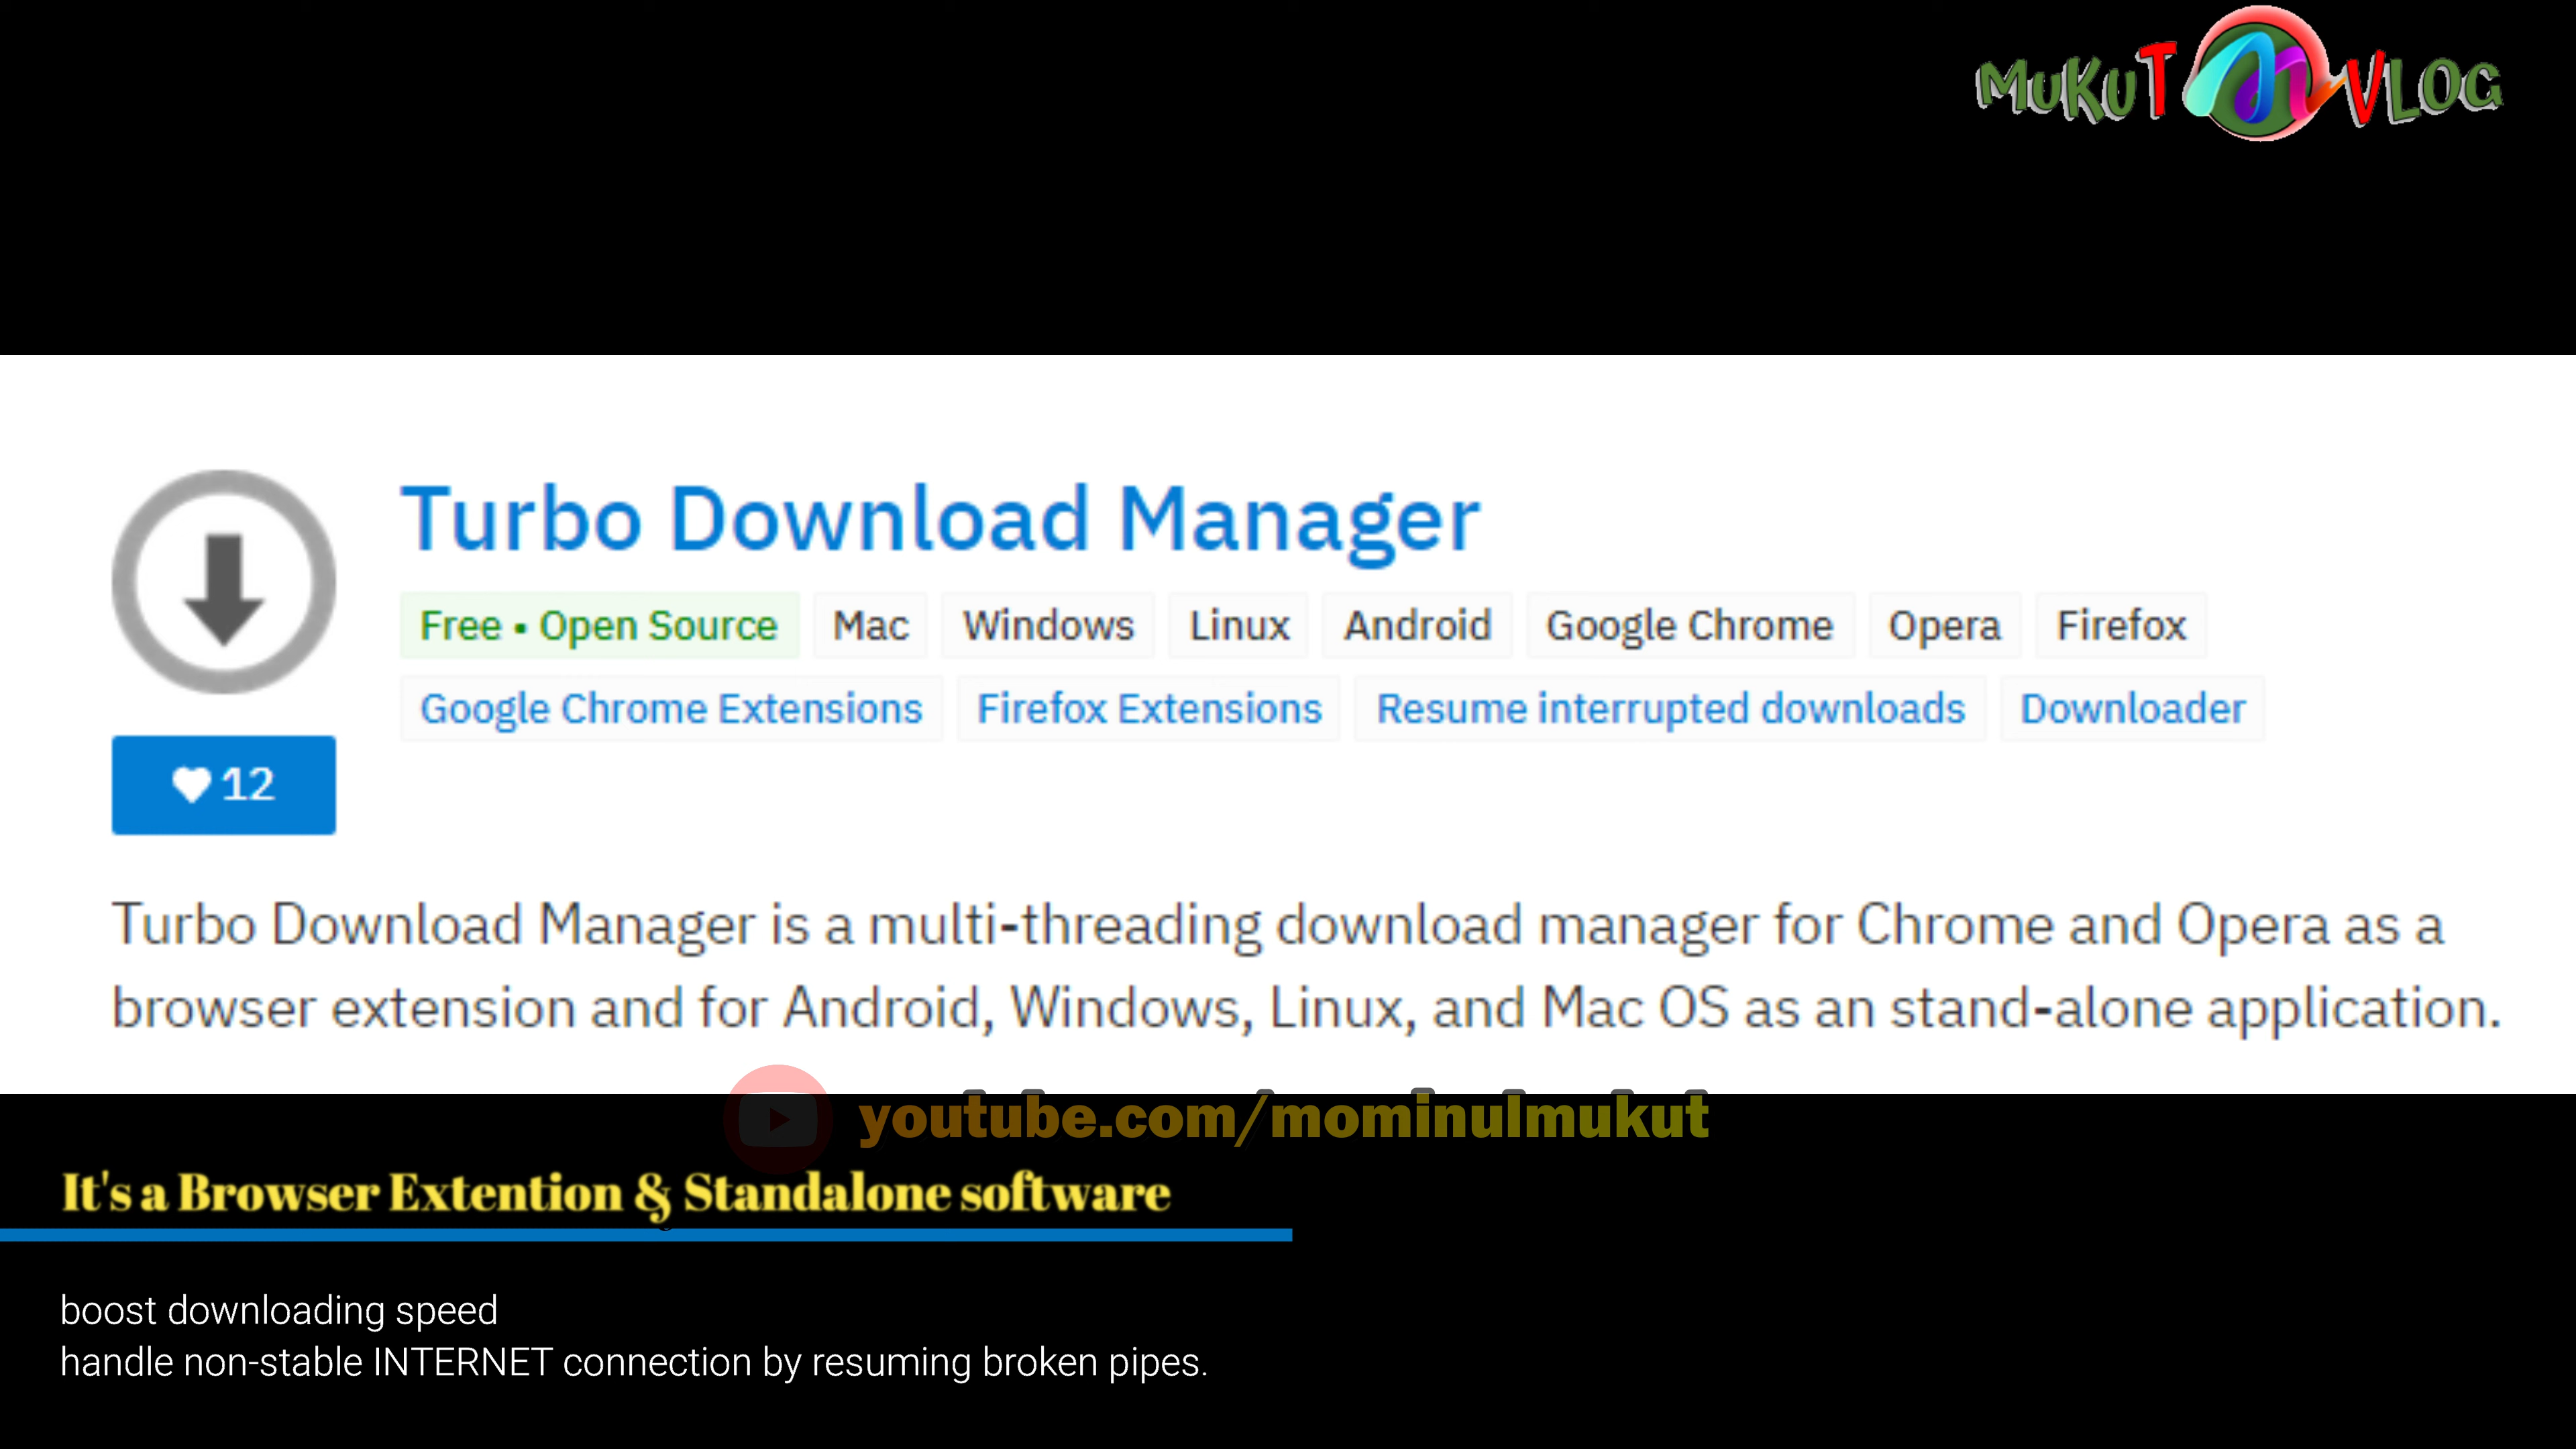 MUKUT VLOG
Turbo Download Manager
Free • Open Source Mac Windows Linux Android Google Chrome Opera Firefox
Google Chrome Extensions Firefox Extensions Resume interrupted downloads Downloader
12
Turbo Download Manager is a multi-threading download manager for Chrome and Opera as a
browser extension and for Android, Windows, Linux, and Mac OS as an stand-alone application.
youtube.com/mominulmukut
It's a Browser Extention & Standalone software
boost downloading speed
handle non-stable INTERNET connection by resuming broken pipes.